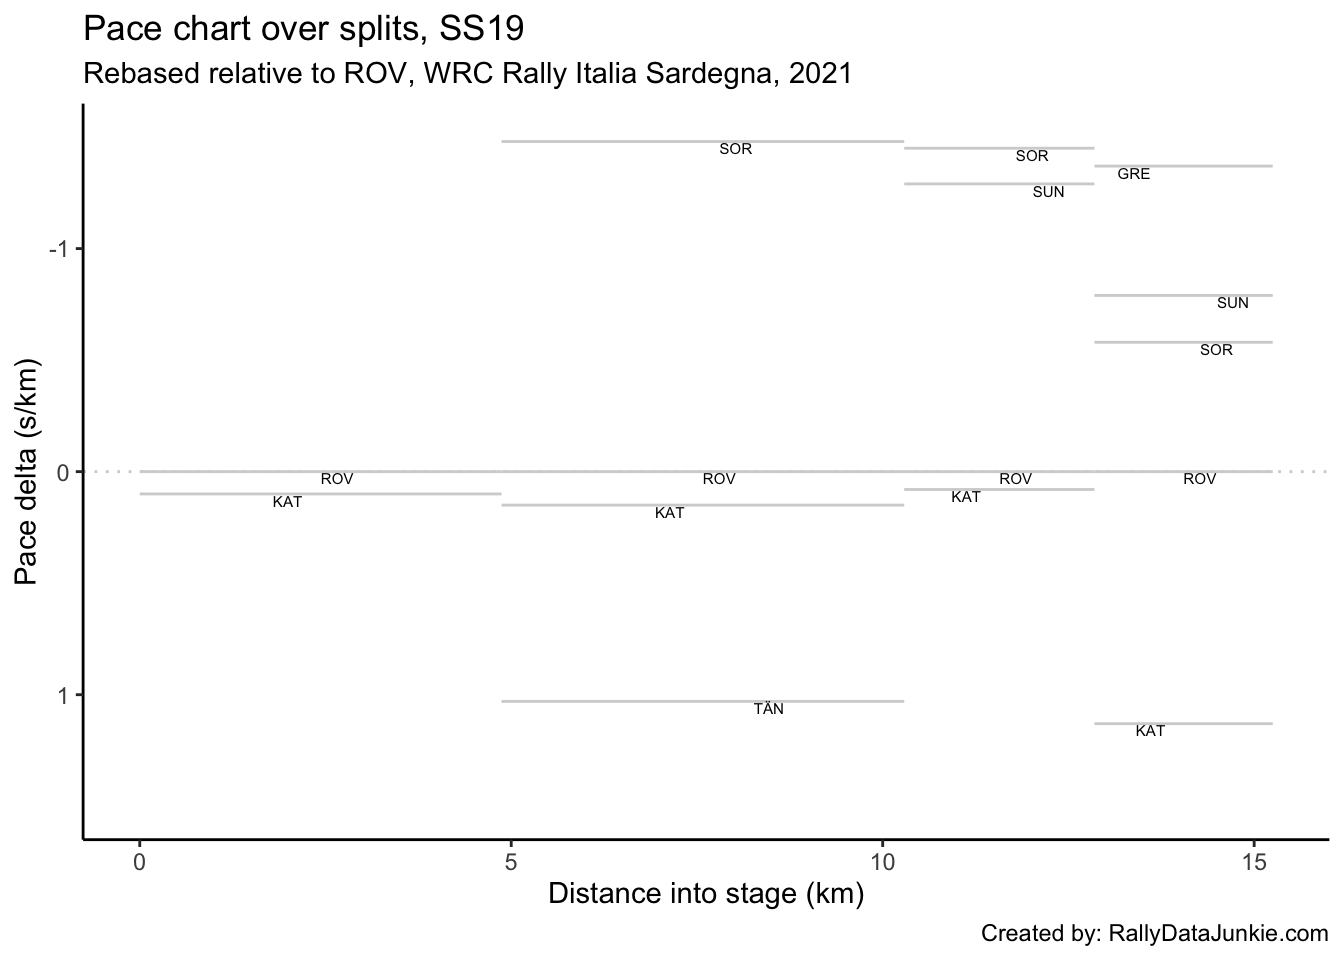 Pace chart over splits, SS19
Rebased relative to ROV, WRC Rally Italia Sardegna, 2021
SOR
SOR
GRE
SUN
-1
SUN
SOR
0
ROV
ROV
ROV
ROV
KAT
KAT
KAT
Pace delta (s/km)
1
TÄN
KAT
0
5
10
15
Distance into stage (km)
Created by: RallyDataJunkie.com